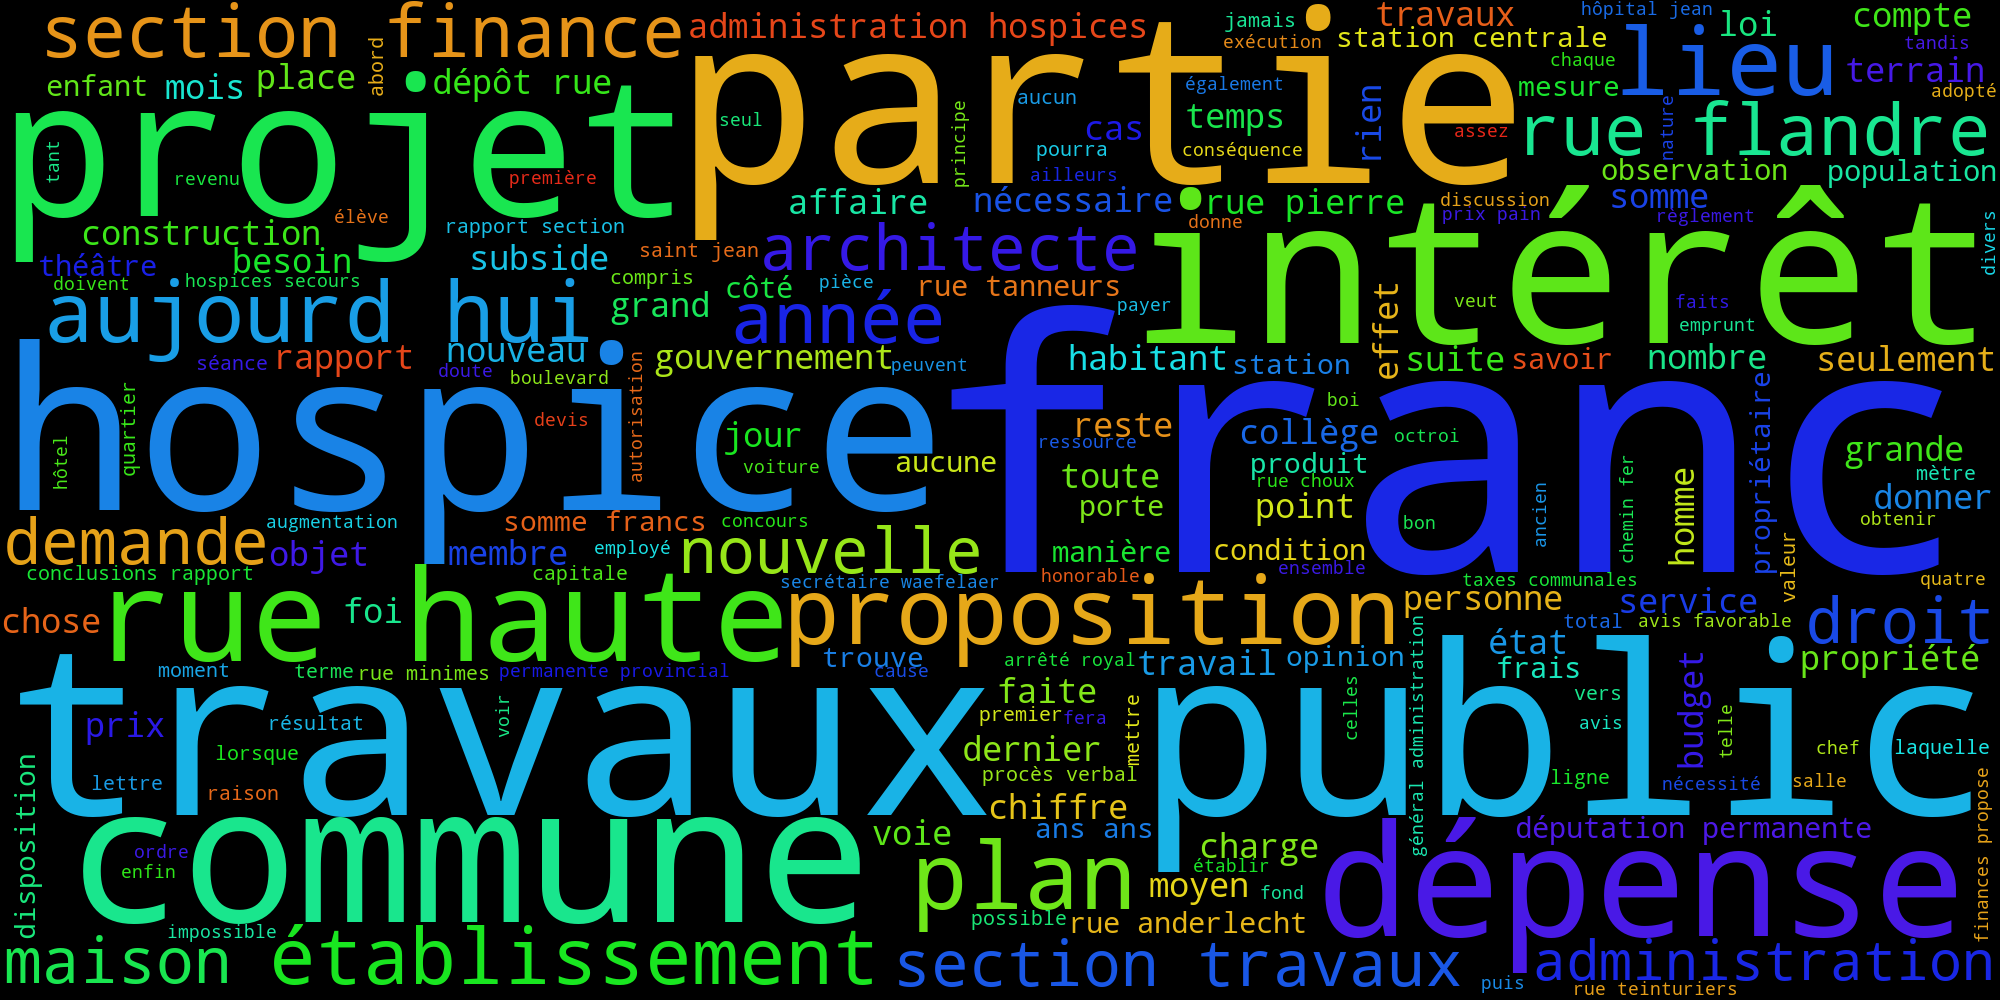 section finance
administration hospices
jamais
exécution
travaux
hôpital jean
station centrale
loi
compte
tandis
enfant
mois
place
abord
dépôt rue
projet
partie
lieu
chaque
mesure
terrain
adopté
tant
revenu
première
seul
principe
aucun
cas
pourra
ailleurs
également
temps
conséquence
rien
assez
rue flandre
nature
observation
population
construction
élève
rapport section
affaire
nécessaire
rue pierre
donne
discussion
prix pain
somme
règlement
divers
théâtre
besoin
doivent
hospices secours
subside
saint jean
architecte
intérêt
compris
grand
côté
pièce
rue tanneurs
payer
effet
veut
faits
emprunt
aujourd hui
année
séance
rapport
nouveau
doute
boulevard
gouvernement
peuvent
habitant
station
suite
savoir
nombre
seulement
hospice
franc
hôtel
quartier
devis
autorisation
jour
voiture
aucune
reste
ressource
boi
collège
octroi
produit
rue choux
toute
porte
point
propriétaire
grande
mètre
donner
obtenir
demande
augmentation
objet
somme francs
membre
employé
concours
nouvelle
manière
condition
bon
ancien
chemin fer
homme
valeur
conclusions rapport
capitale
secrétaire waefelaer
honorable
ensemble
taxes communales
quatre
chose
rue haute
foi
proposition
personne
service
total
avis favorable
droit
moment
terme
rue minimes
permanente provincial
trouve
cause
arrêté royal
travail
opinion
général administration
état
frais
propriété
travaux public
prix
résultat
voir
lorsque
lettre
raison
faite
premier
fera
mettre
dernier
procès verbal
chiffre
celles
vers
avis
budget
telle
chef
laquelle
ligne
nécessité
salle
disposition
commune
ordre
enfin
voie
ans ans
plan
charge
établir
moyen
fond
députation permanente
dépense
finances propose
impossible
possible
rue anderlecht
maison
établissement
section travaux
puis
administration
rue teinturiers